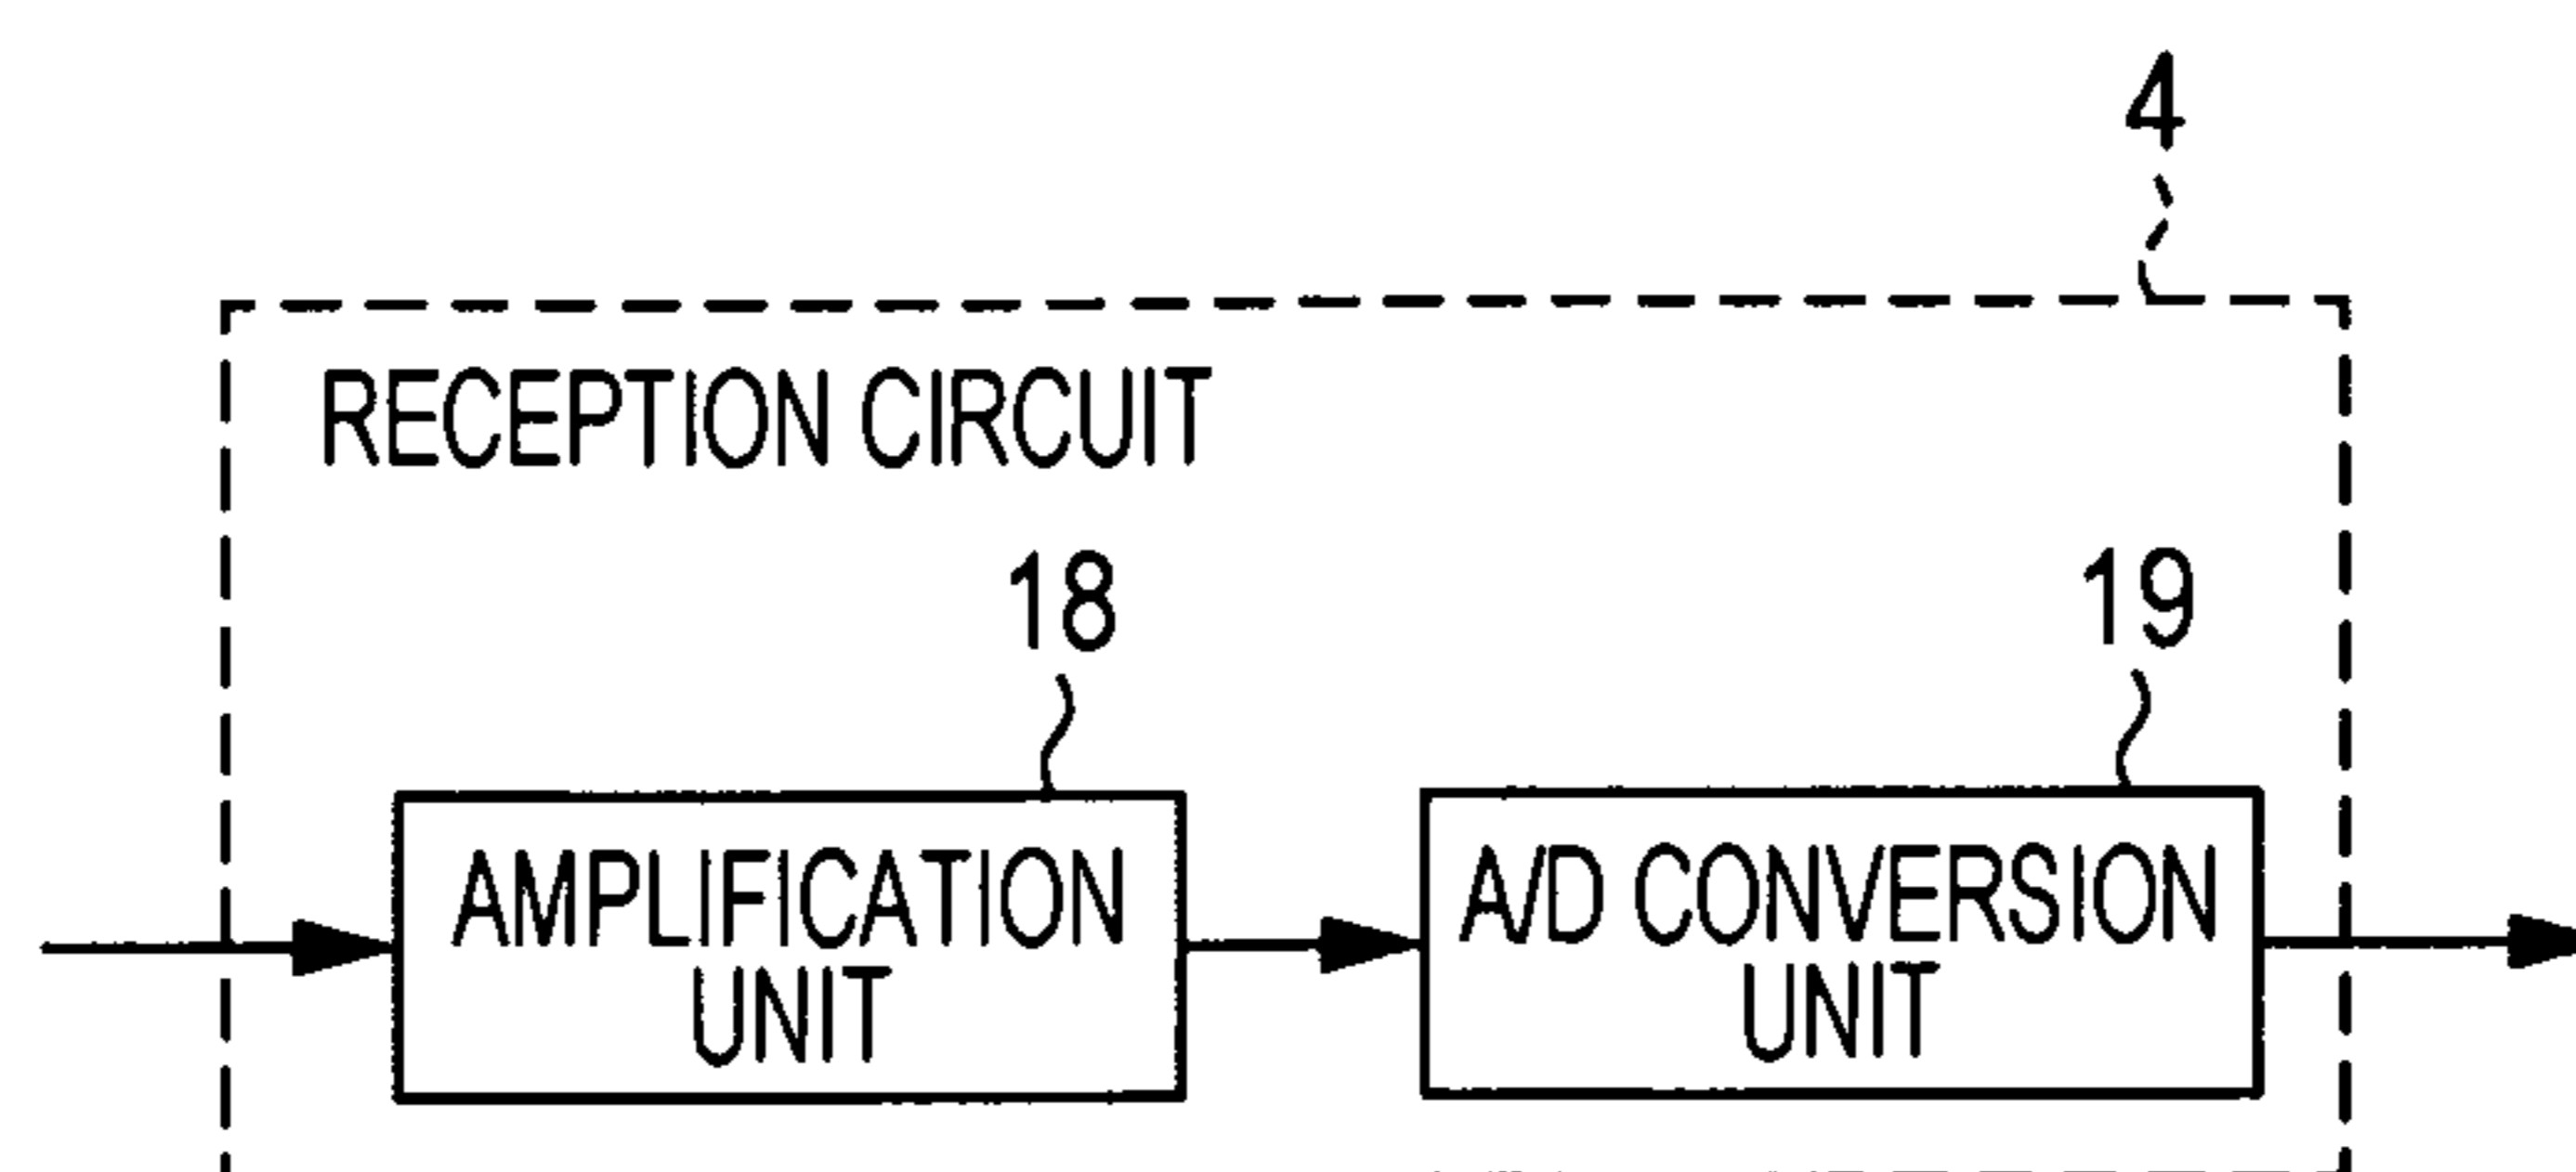 4
RECEPTION CIRCUIT
18
19
AMPLIFICATION
UNIT
A/D CONVERSION
UNIT